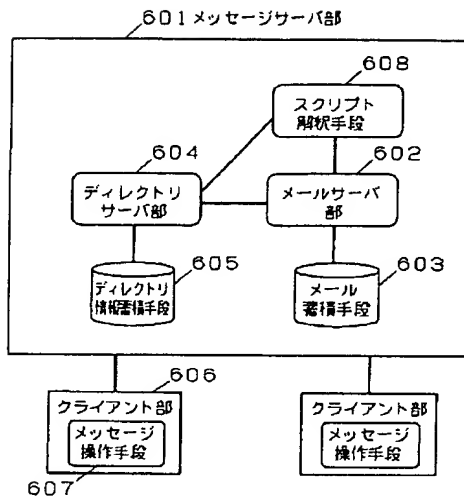 601メッセージサーバ部
608
スクリプト
解釈手段
604
602
ディレクトリ
サーバ部
メールサーバ
部
605
603
ディレクトリ
情報蓄積手段
メール
蓄積手段
606
クライアント部
メッセージ
操作手段
607
クライアント部
メッセージ
操作手段